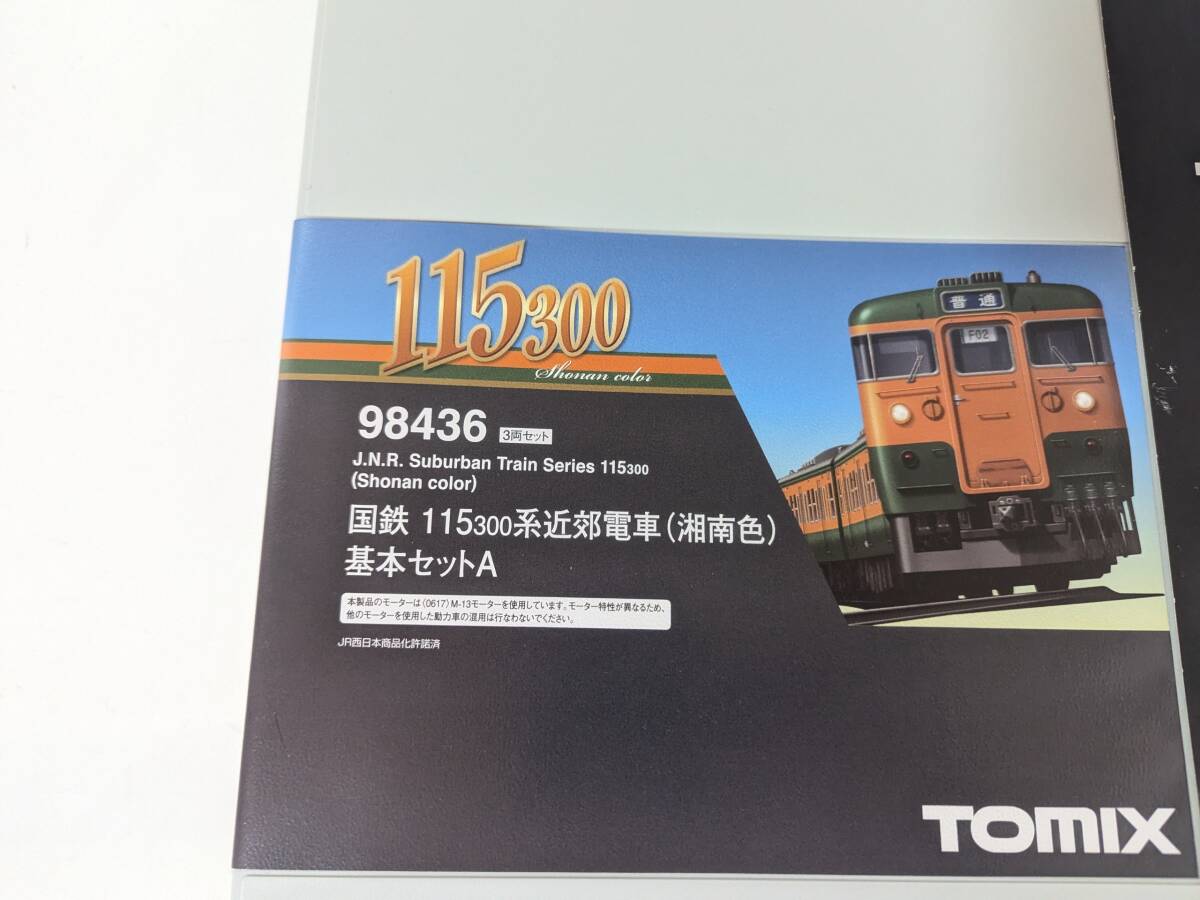 115300
Shonan color
普通
F02
98436 3両セット
J.N.R. Suburban Train Series 115300
(Shonan color)
国鉄 115300系近郊電車(湘南色)
基本セットA
本製品のモーターは(0617)M-13モーターを使用しています。モーター特性が異なるため、
他のモーターを使用した動力車の混用は行なわないでください。
JR西日本商品化許諾済
TOMIX